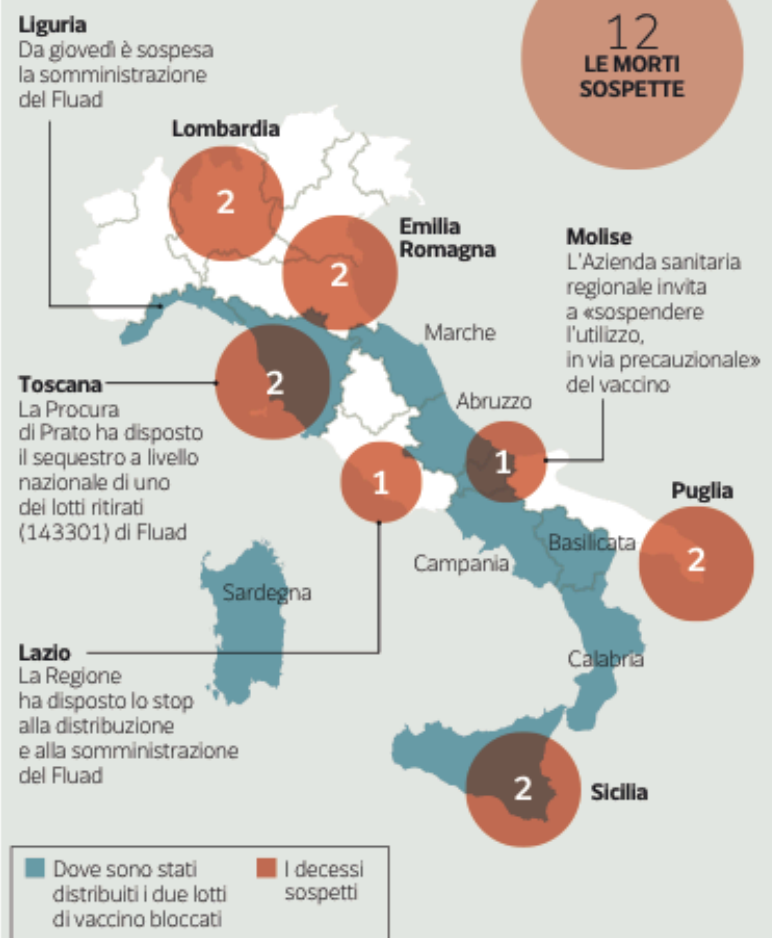 Liguria
Da giovedì è sospesa
la somministrazione
del Fluad
12
LE MORTI
SOSPETTE
Lombardia
2
Emilia
Romagna
2
Molise
L'Azienda sanitaria
regionale invita
a «sospendere
l'utilizzo,
in via precauzionale»
del vaccino
Marche
Toscana
La Procura
di Prato ha disposto
il sequestro a livello
nazionale di uno
dei lotti ritirati
(143301) di Fluad
2
Abruzzo
1
1
Puglia
2
Campania
Basilicata
Sardegna
Calabria
Lazio
La Regione
ha disposto lo stop
alla distribuzione
e alla somministrazione
del Fluad
2
Sicilia
Dove sono stati
distribuiti i due lotti
di vaccino bloccati
I decessi
sospetti